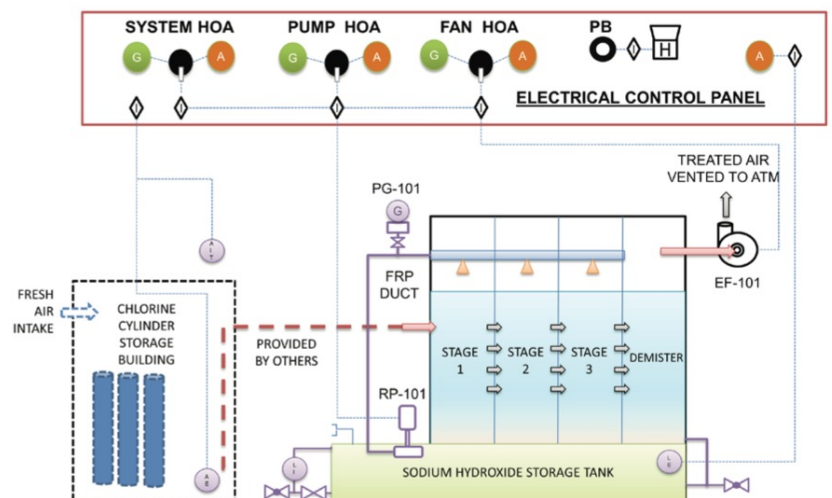 SYSTEM HOA
PUMP HOA
FAN HOA
PB
G
A
G
A
G
A
H
A
ELECTRICAL CONTROL PANEL
TREATED AIR
VENTED TO ATM
PG-101
G
EF-101
FRP
DUCT
FRESH
AIR
INTAKE
CHLORINE
CYLINDER
STORAGE
BUILDING
PROVIDED
BY OTHERS
STAGE
1
STAGE
2
STAGE
3
DEMISTER
RP-101
SODIUM HYDROXIDE STORAGE TANK